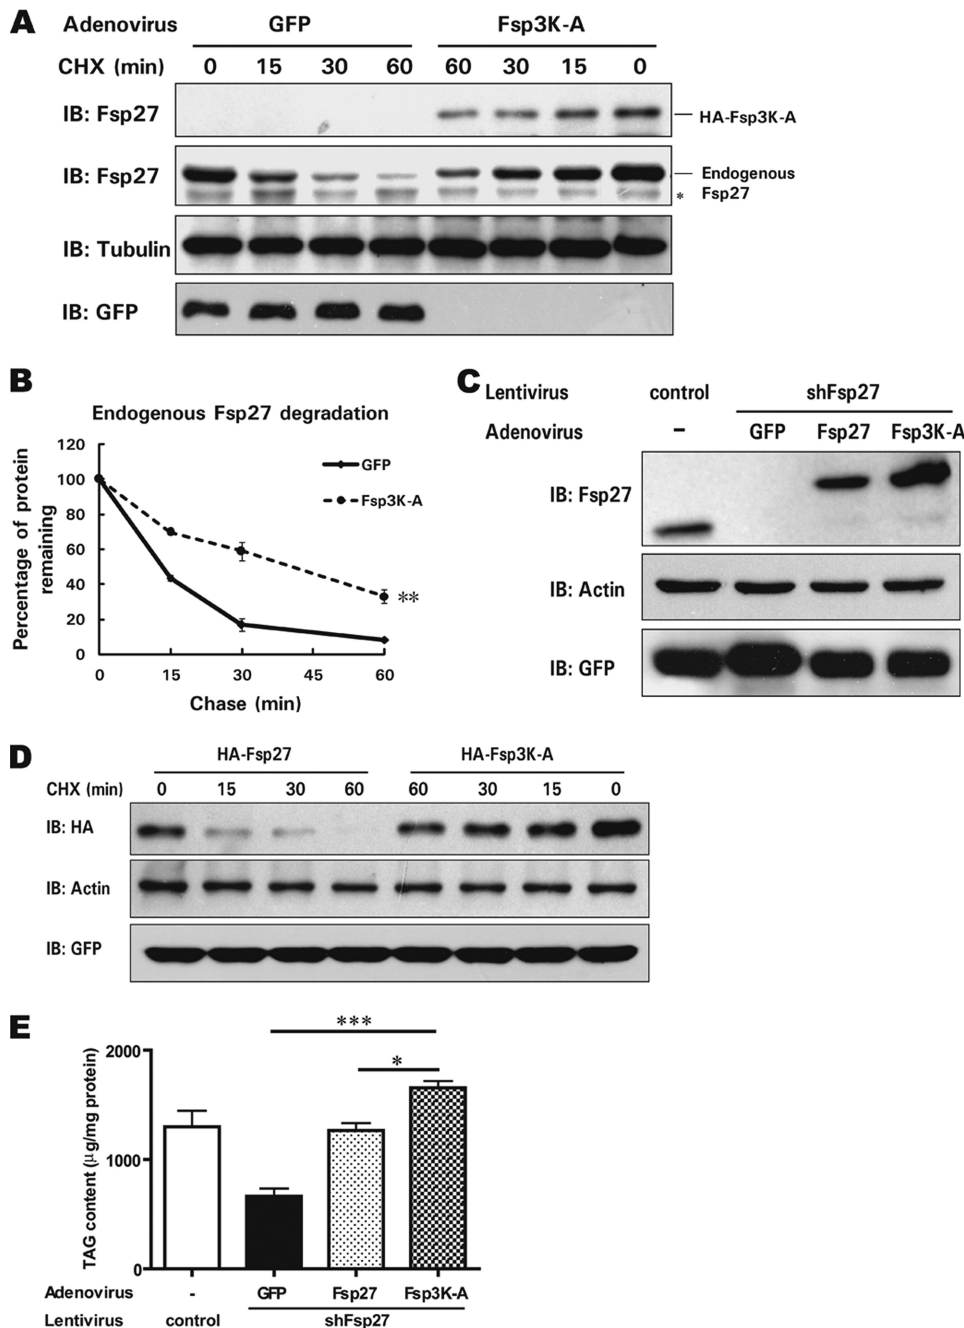 A
Adenovirus GFP Fsp3K-A
CHX (min) 0 15 30 60 60 30 15 0
IB: Fsp27 HA-Fsp3K-A
IB: Fsp27 Endogenous
Fsp27
*
IB: Tubulin
IB: GFP
B
Endogenous Fsp27 degradation
Percentage of protein
remaining
120
100
80
60
40
20
0
GFP
Fsp3K-A
**
0 15 30 45 60
Chase (min)
C
Lentivirus control shFsp27
Adenovirus – GFP Fsp27 Fsp3K-A
IB: Fsp27
IB: Actin
IB: GFP
D
HA-Fsp27 HA-Fsp3K-A
CHX (min) 0 15 30 60 60 30 15 0
IB: HA
IB: Actin
IB: GFP
E
***
*
TAG content (μg/mg protein)
2000
1000
0
Adenovirus - GFP Fsp27 Fsp3K-A
Lentivirus control shFsp27